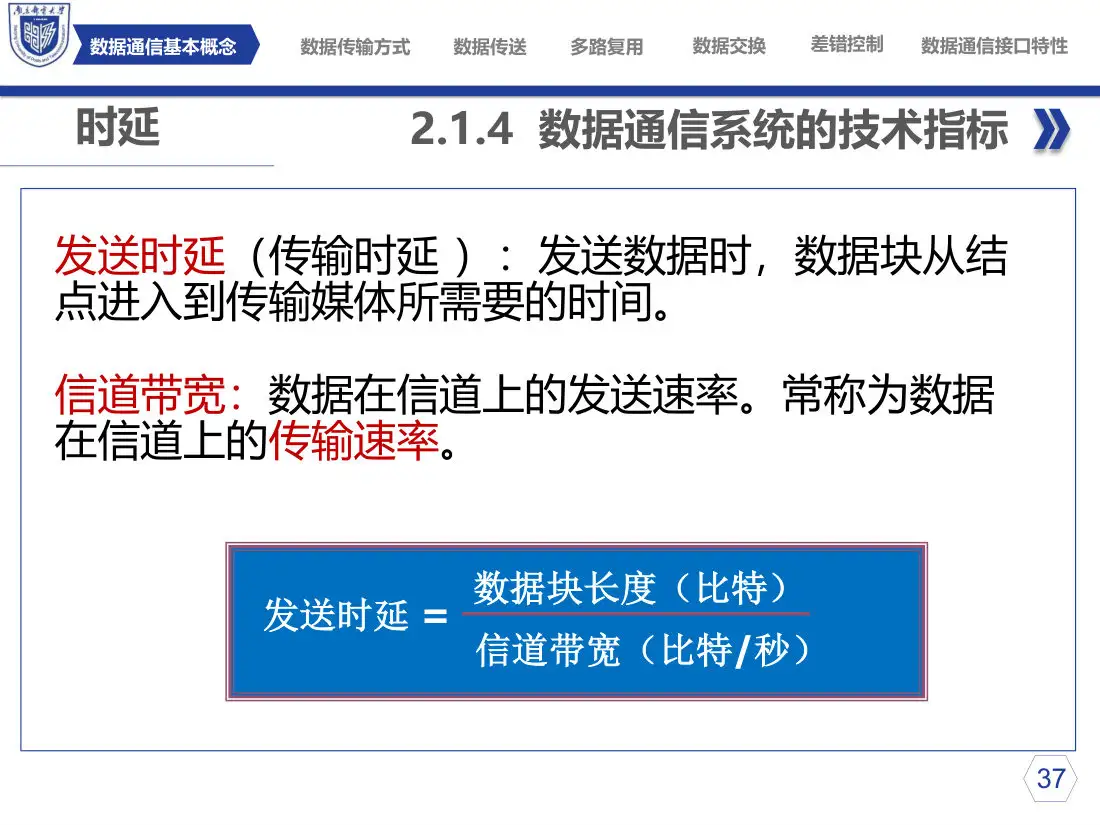 南京邮电大学
数据通信基本概念
数据传输方式
数据传送
多路复用
数据交换
差错控制
数据通信接口特性
时延
2.1.4 数据通信系统的技术指标
发送时延（传输时延 ）：发送数据时，数据块从结
点进入到传输媒体所需要的时间。
信道带宽：数据在信道上的发送速率。常称为数据
在信道上的传输速率。
发送时延 =
数据块长度（比特）
信道带宽（比特/秒）
37